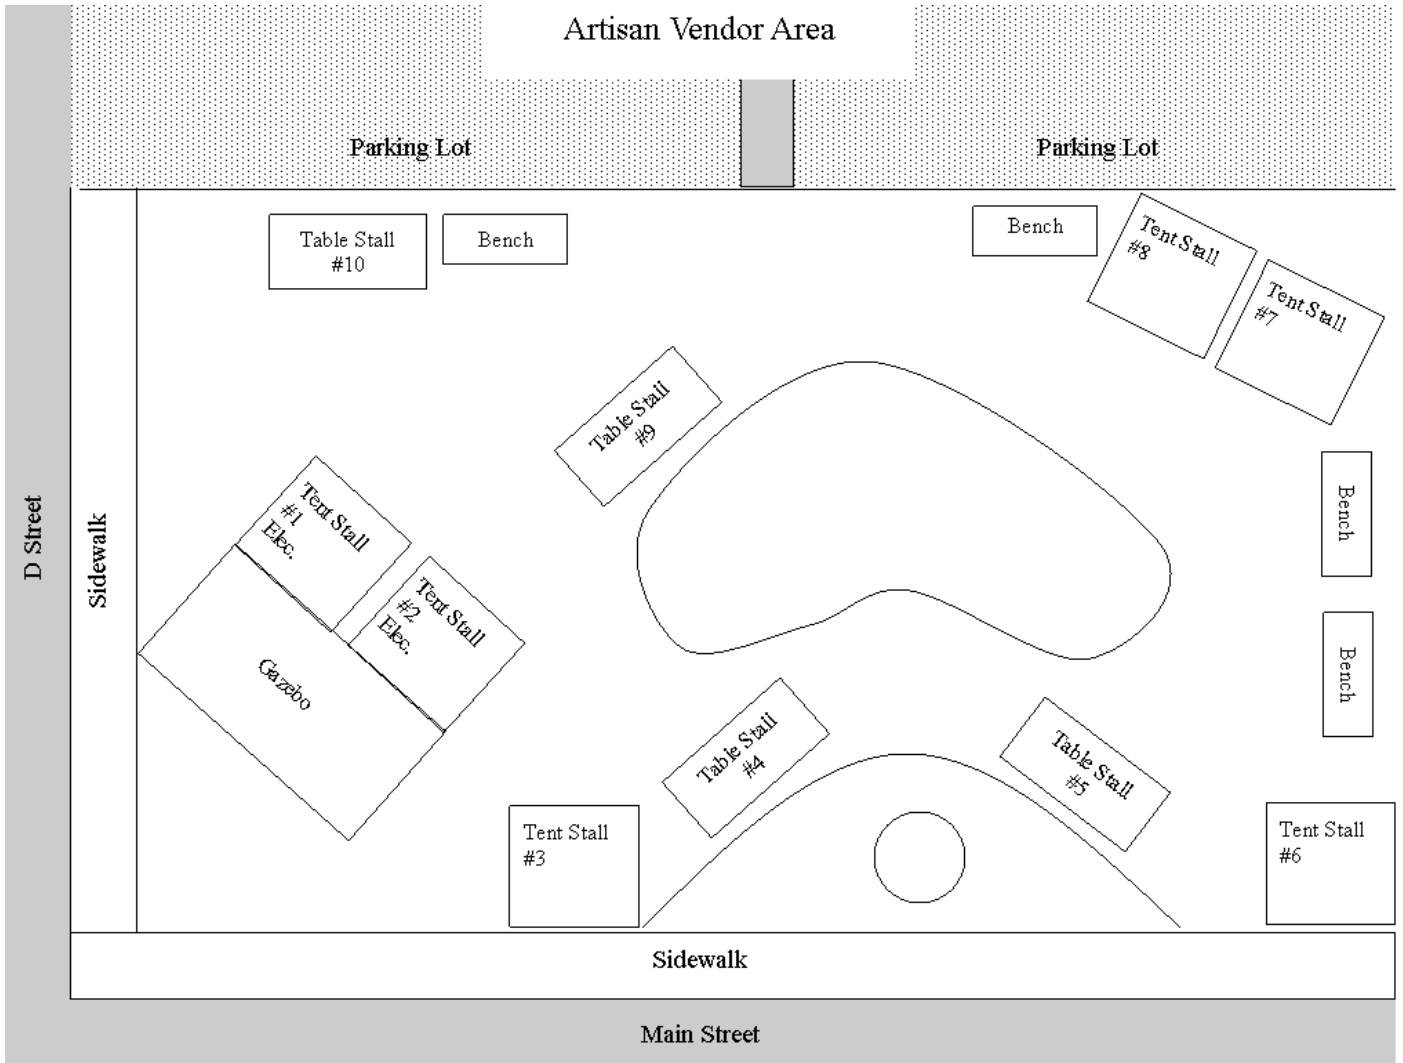 Artisan Vendor Area
Parking Lot
Parking Lot
Table Stall
#10
Bench
Bench
Tent Stall
#8
Tent Stall
#7
Table Stall
#9
Bench
Tent Stall
#1
Elec.
Tent Stall
#2
Elec.
D Street
Sidewalk
Gazebo
Bench
Table Stall
#4
Table Stall
#5
Tent Stall
#3
Tent Stall
#6
Sidewalk
Main Street